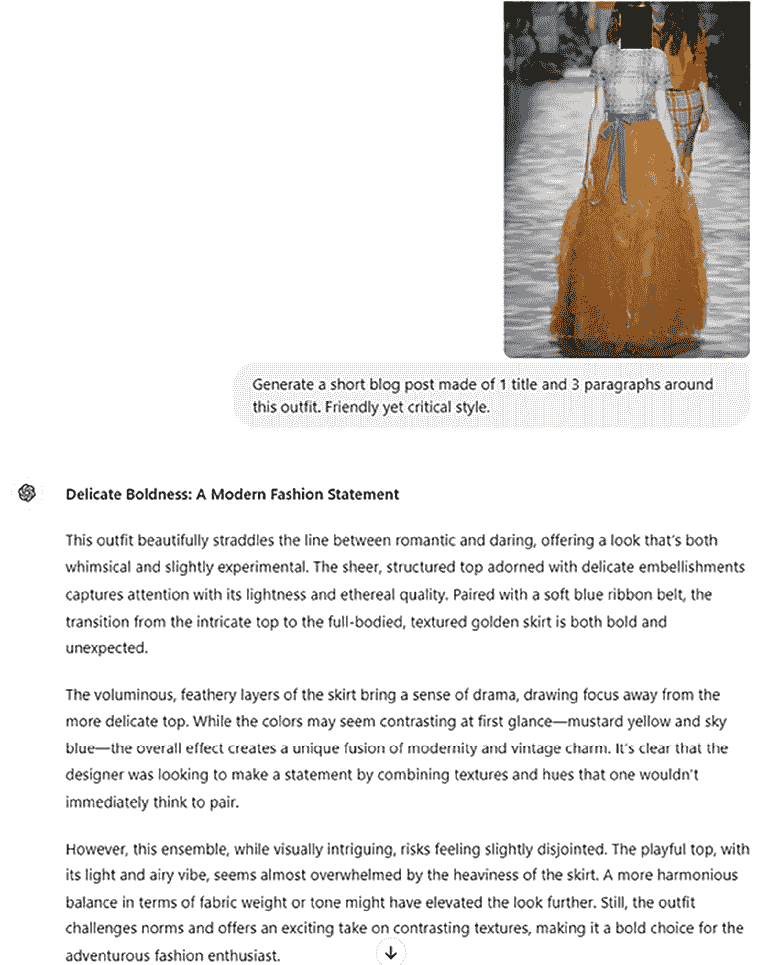 Generate a short blog post made of 1 title and 3 paragraphs around
this outfit. Friendly yet critical style.
Delicate Boldness: A Modern Fashion Statement
This outfit beautifully straddles the line between romantic and daring, offering a look that's both
whimsical and slightly experimental. The sheer, structured top adorned with delicate embellishments
captures attention with its lightness and ethereal quality. Paired with a soft blue ribbon belt, the
transition from the intricate top to the full-bodied, textured golden skirt is both bold and
unexpected.
The voluminous, feathery layers of the skirt bring a sense of drama, drawing focus away from the
more delicate top. While the colors may seem contrasting at first glance—mustard yellow and sky
blue—the overall effect creates a unique fusion of modernity and vintage charm. It's clear that the
designer was looking to make a statement by combining textures and hues that one wouldn't
immediately think to pair.
However, this ensemble, while visually intriguing, risks feeling slightly disjointed. The playful top, with
its light and airy vibe, seems almost overwhelmed by the heaviness of the skirt. A more harmonious
balance in terms of fabric weight or tone might have elevated the look further. Still, the outfit
challenges norms and offers an exciting take on contrasting textures, making it a bold choice for the
adventurous fashion enthusiast.